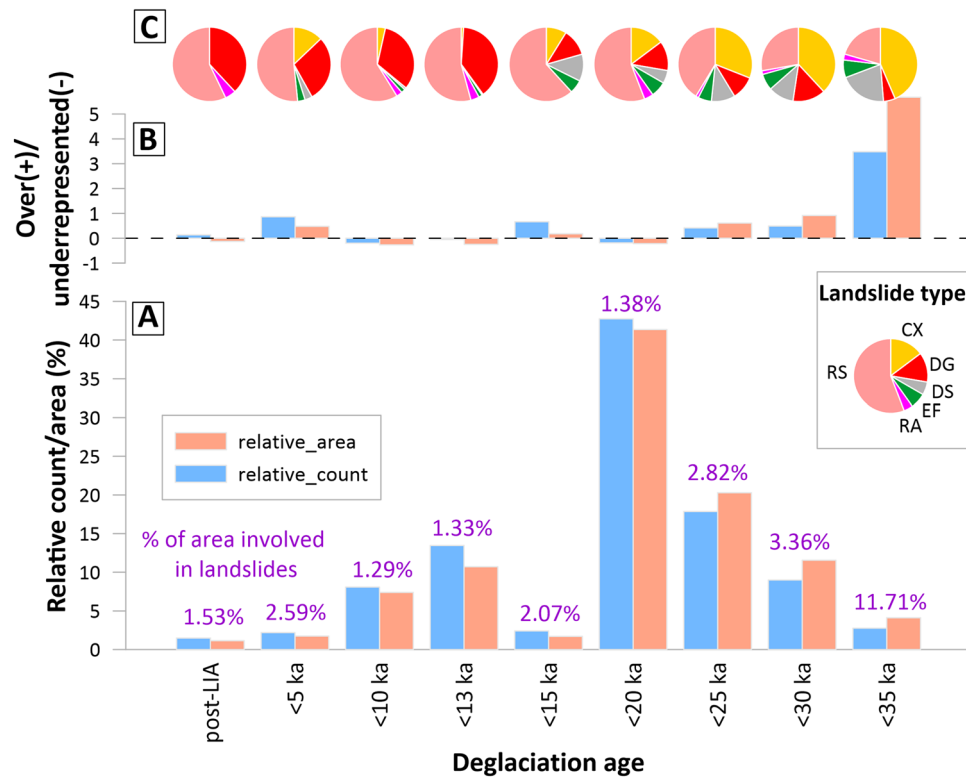 C
B
Over(+)/
underrepresented(-)
5
4
3
2
1
0
-1
A
Relative count/area (%)
45
40
35
30
25
20
15
10
5
0
relative_area
relative_count
% of area involved
in landslides
1.53%
2.59%
1.29%
1.33%
2.07%
1.38%
2.82%
3.36%
11.71%
Landslide type
CX
DG
DS
EF
RA
RS
post-LIA
<5 ka
<10 ka
<13 ka
<15 ka
<20 ka
<25 ka
<30 ka
<35 ka
Deglaciation age